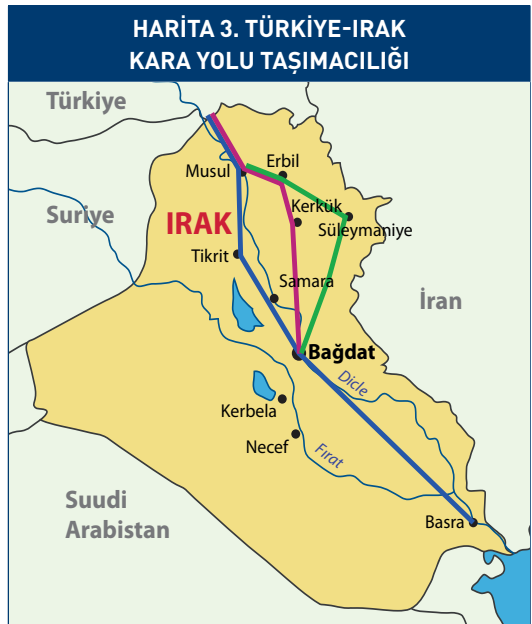 HARİTA 3. TÜRKİYE-IRAK
KARA YOLU TAŞIMACILIĞI
Türkiye
Musul
Erbil
Suriye
IRAK
Kerkük
Süleymaniye
Tikrit
Samara
İran
Bağdat
Dicle
Kerbela
Necef
Fırat
Suudi
Arabistan
Basra